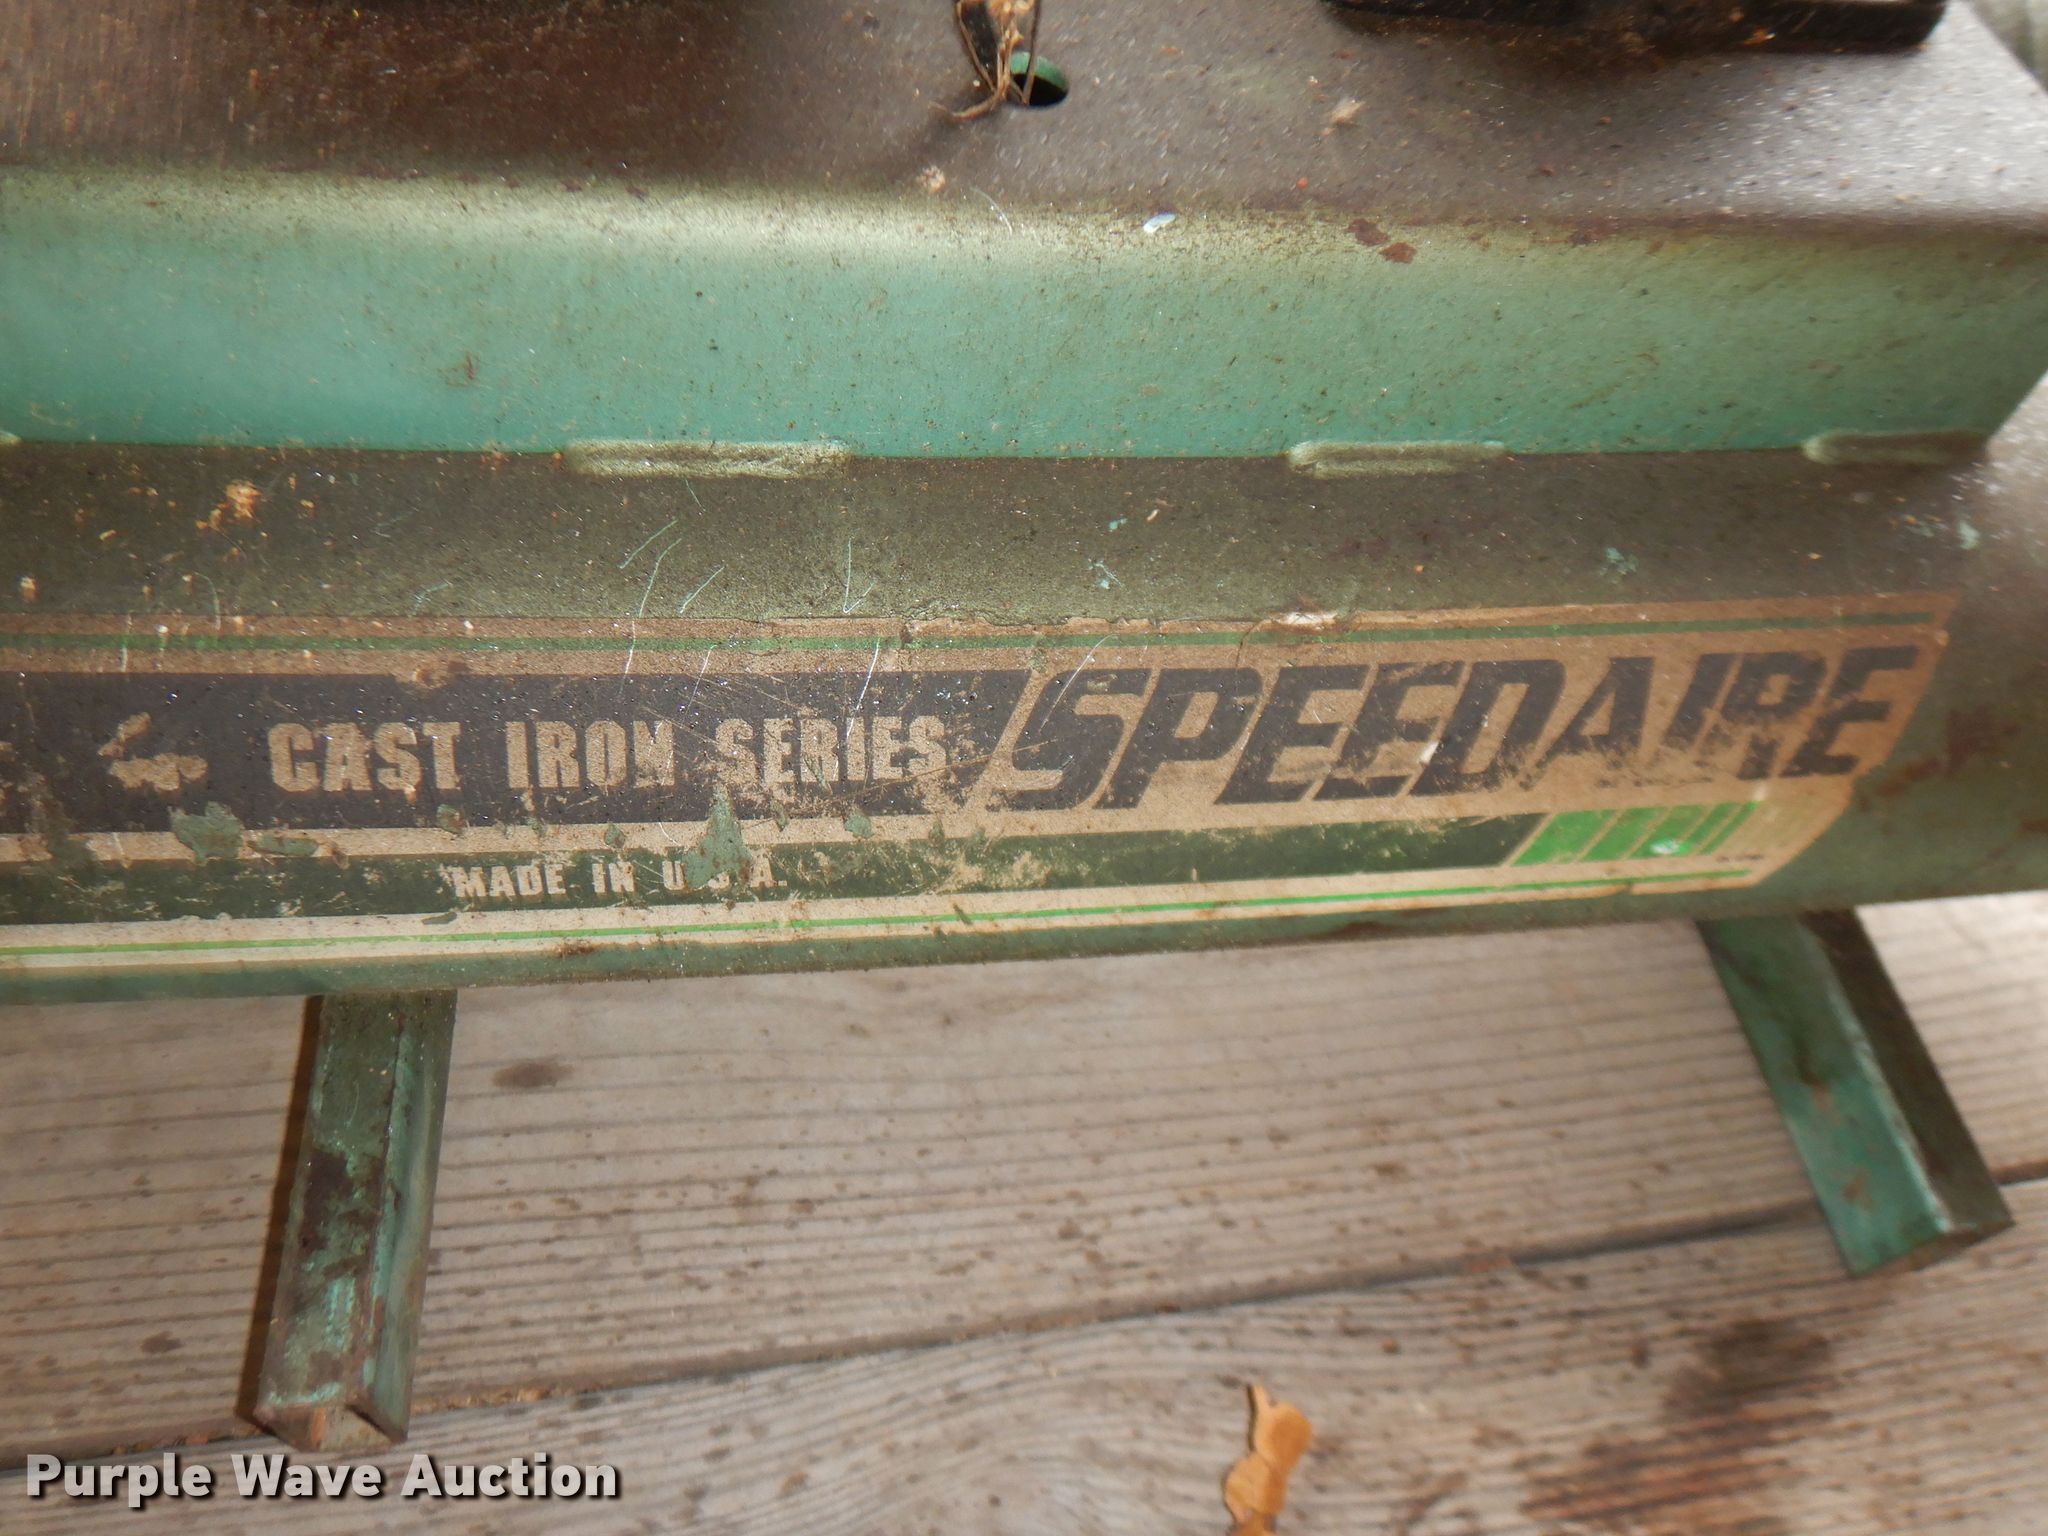 CAST IRON SERIES SPEEDAIRE
MADE IN U.S.A.
Purple Wave Auction